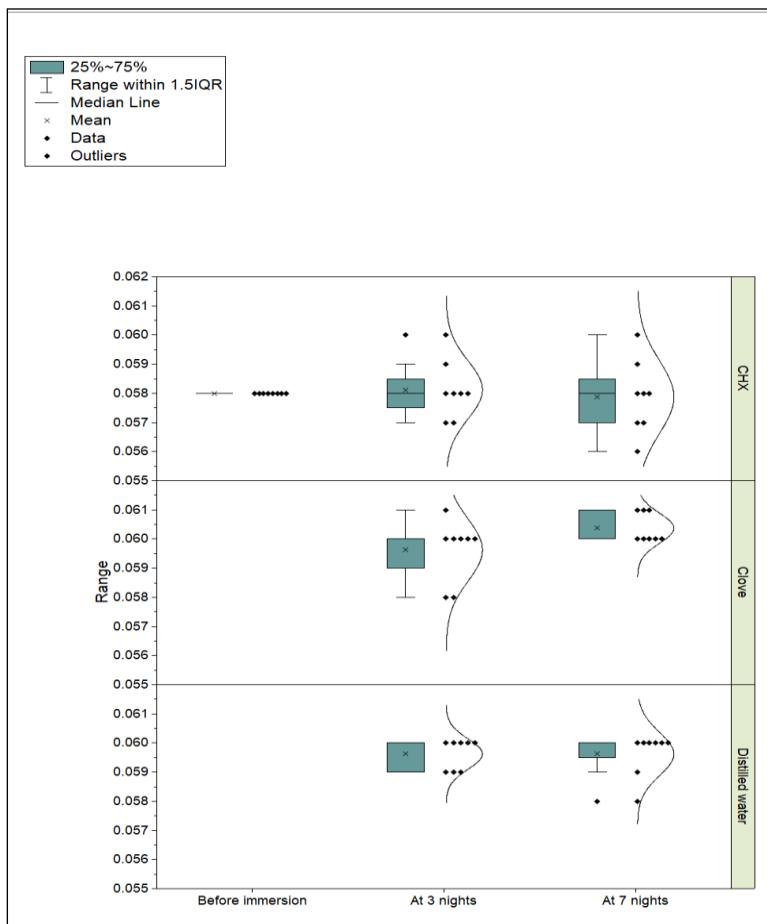 25%~75%
Range within 1.5IQR
Median Line
Mean
Data
Outliers
0.062
0.061
0.060
0.059
0.058
0.057
0.056
0.055
CHX
0.061
0.060
0.059
0.058
0.057
0.056
0.055
Clove
Range
0.061
0.060
0.059
0.058
0.057
0.056
0.055
Distilled water
Before immersion At 3 nights At 7 nights